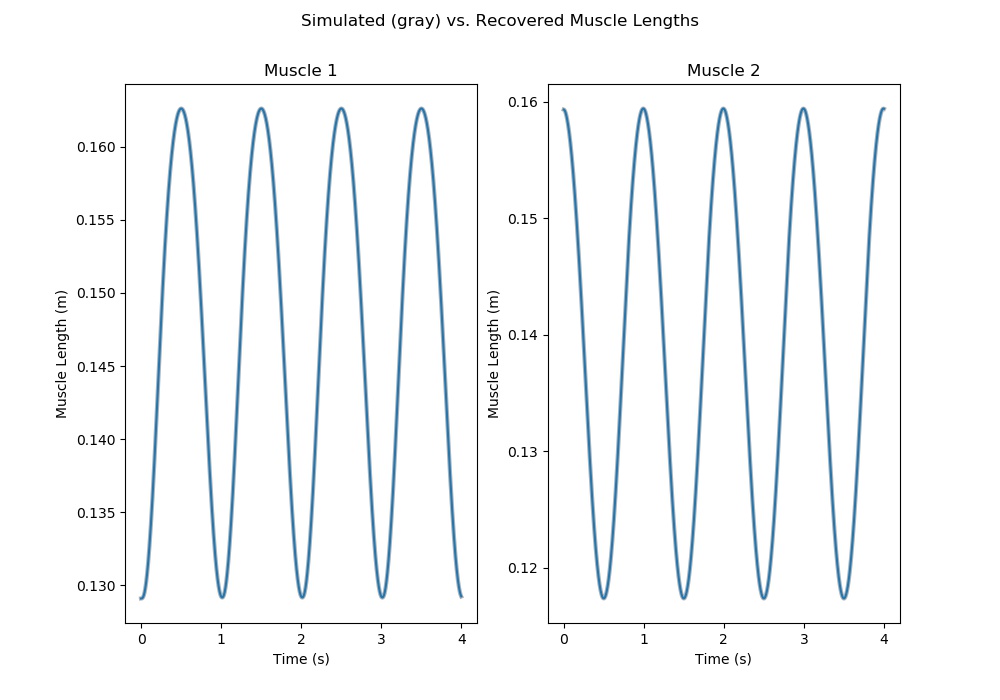 Simulated (gray) vs. Recovered Muscle Lengths
Muscle 1
0.160
0.155
0.150
0.145
0.140
0.135
0.130
Muscle Length (m)
0 1 2 3 4
Time (s)
Muscle 2
0.16
0.15
0.14
0.13
0.12
Muscle Length (m)
0 1 2 3 4
Time (s)